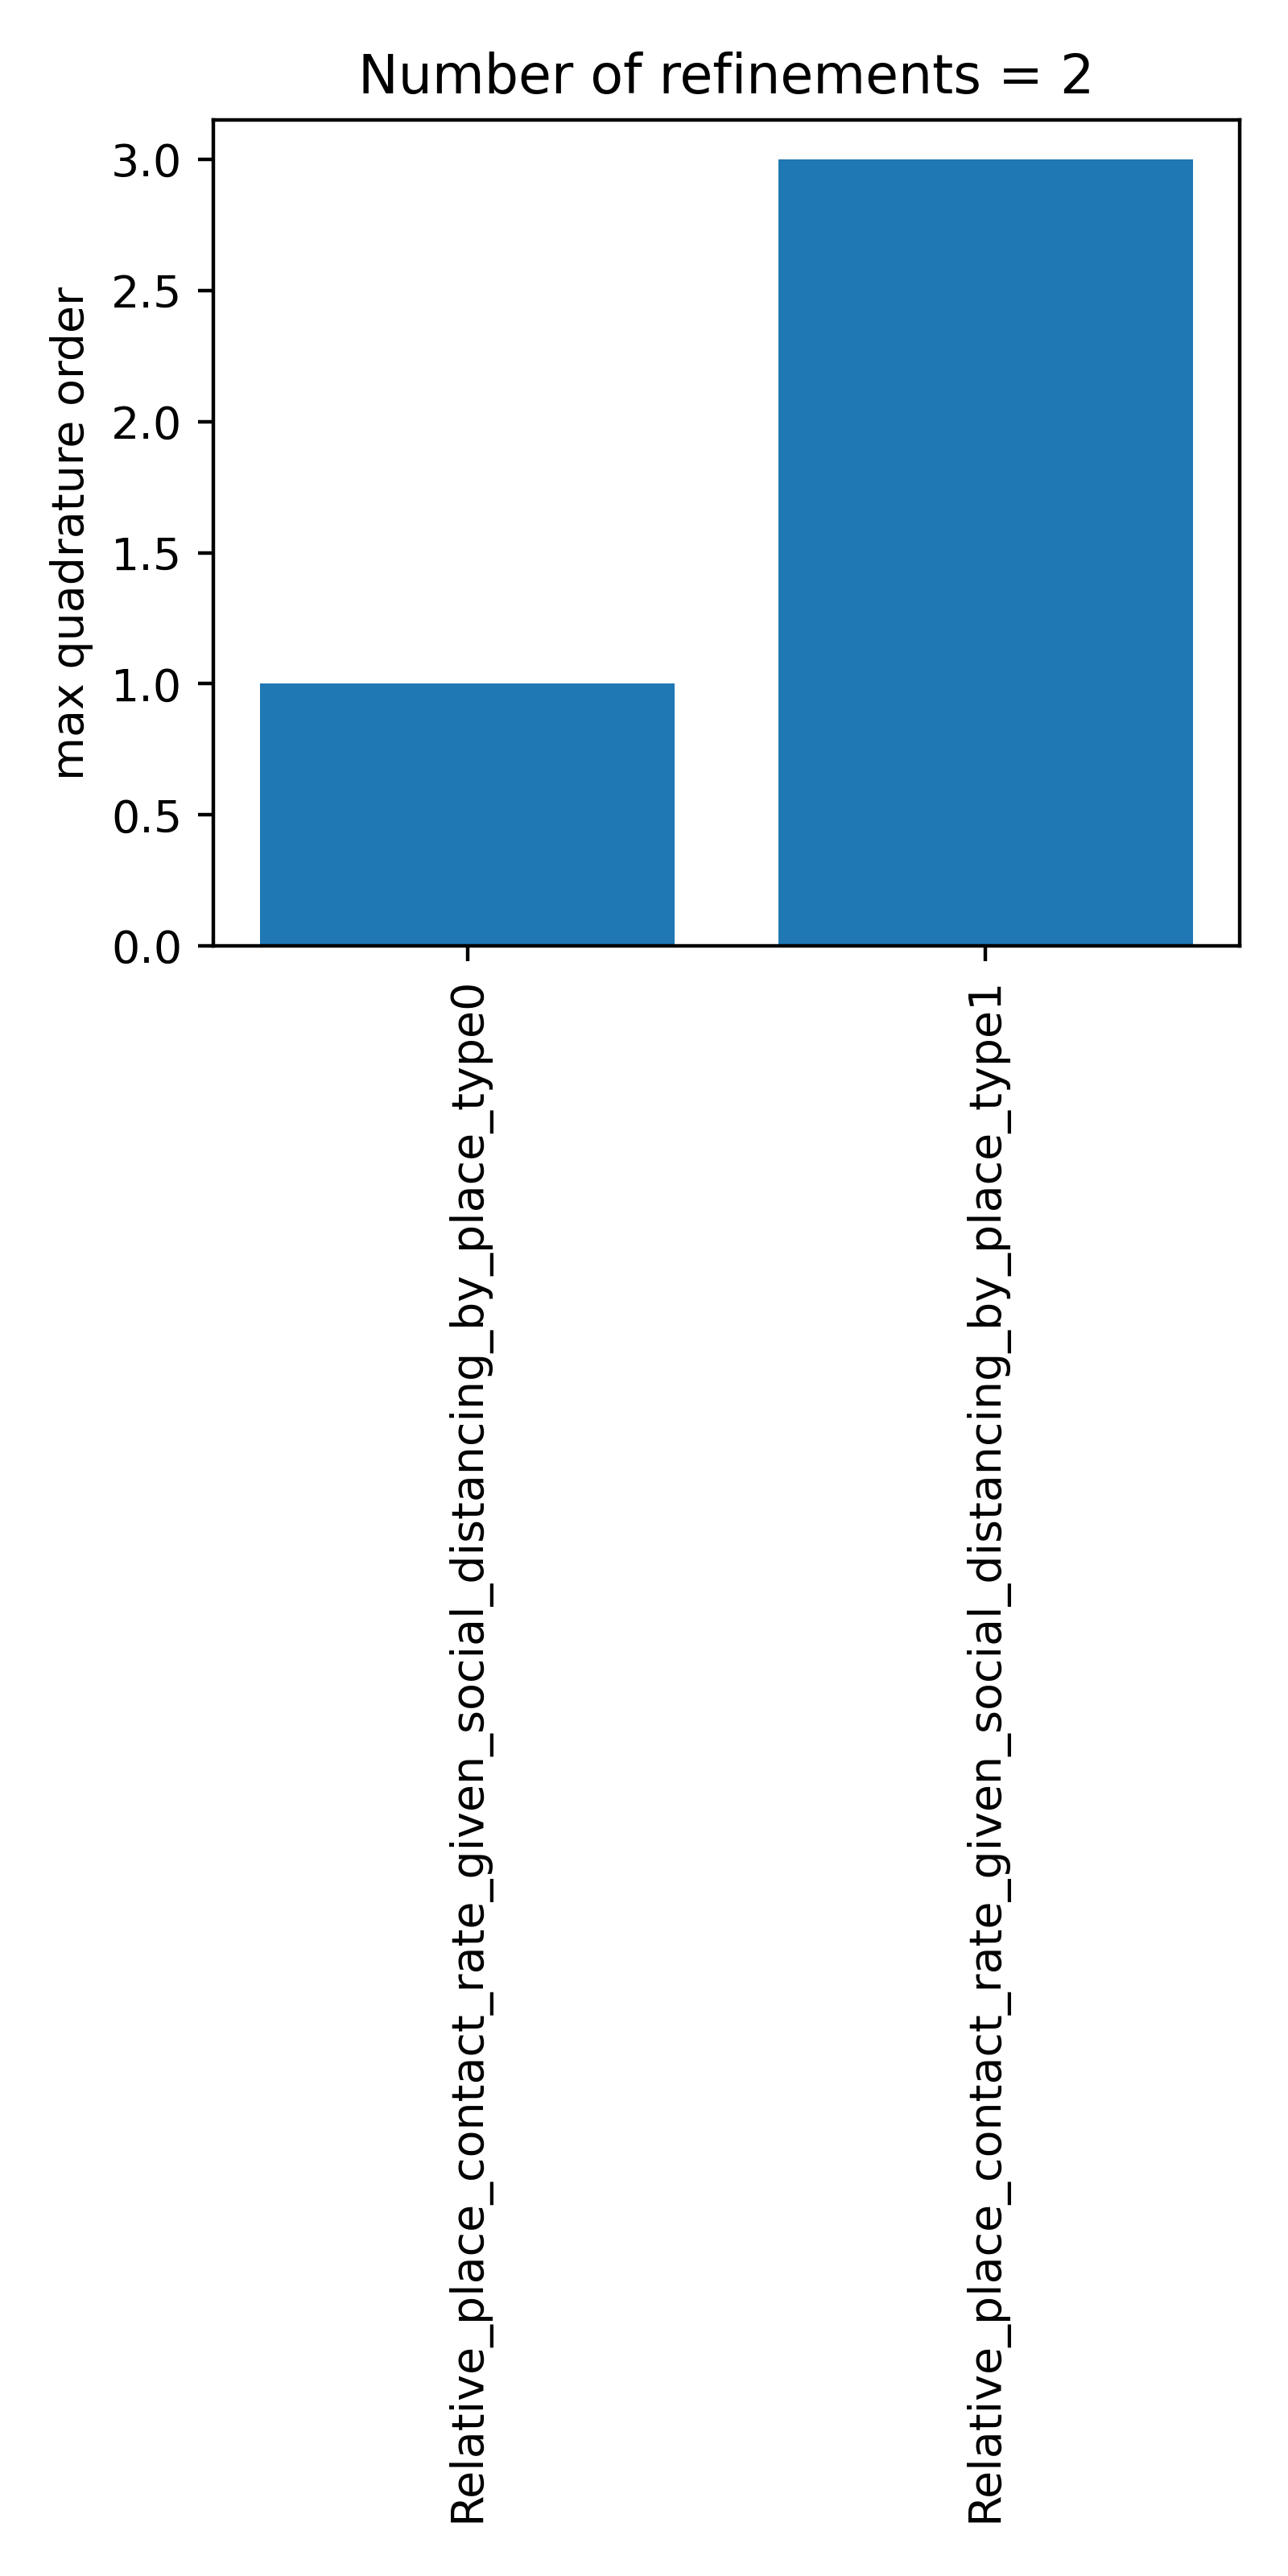 Number of refinements = 2
max quadrature order
3.0
2.5
2.0
1.5
1.0
0.5
0.0
Relative_place_contact_rate_given_social_distancing_by_place_type0
Relative_place_contact_rate_given_social_distancing_by_place_type1